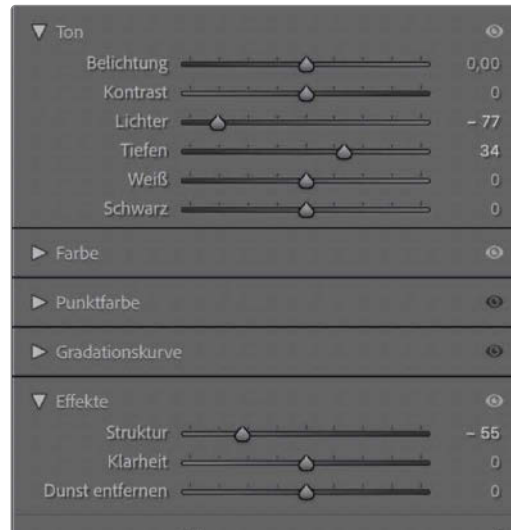 Ton
Belichtung 0,00
Kontrast 0
Lichter – 77
Tiefen 34
Weiß 0
Schwarz 0
Farbe
Punktfarbe
Gradationskurve
Effekte
Struktur – 55
Klarheit 0
Dunst entfernen 0